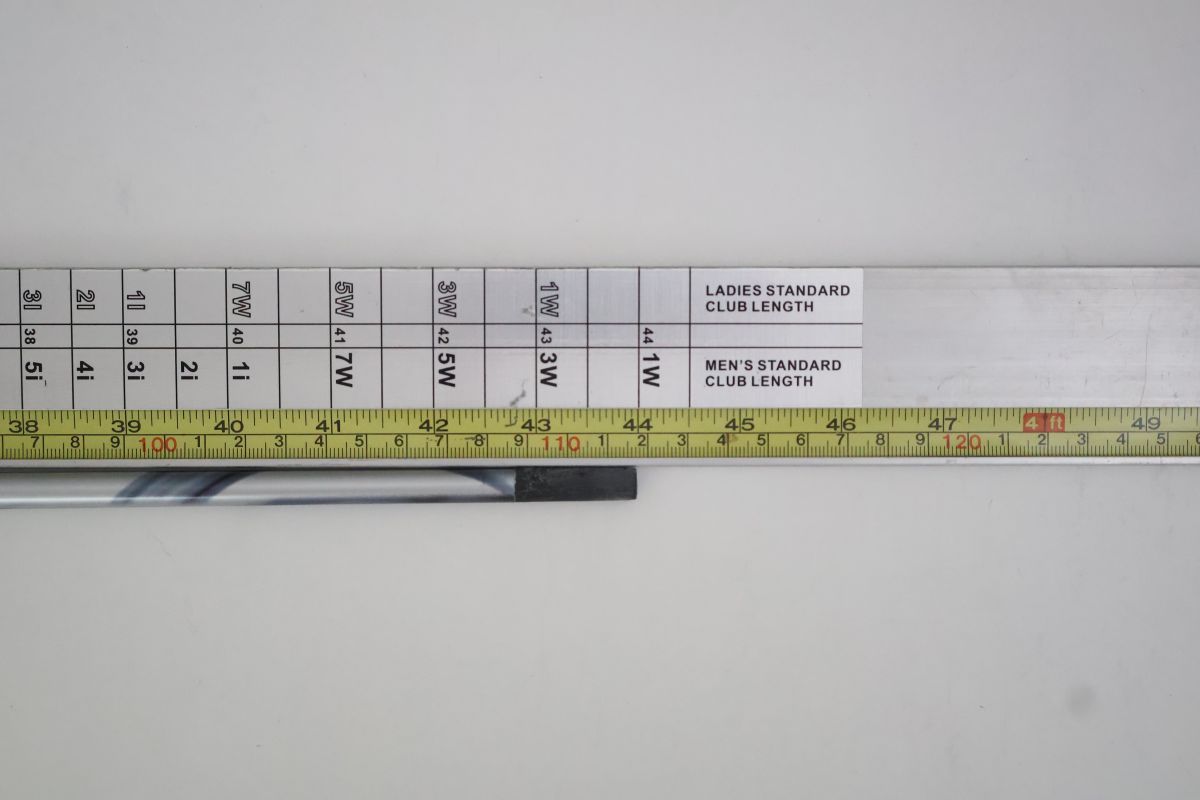 3I 2I 1I 7W 5W 3W 1W LADIES STANDARD
CLUB LENGTH
38 39 40 41 42 43 44
5i 4i 3i 2i 1i 7W 5W 3W 1W MEN'S STANDARD
CLUB LENGTH
38 39 40 41 42 43 44 45 46 47 4 ft 49
7 8 9 100 1 2 3 4 5 6 7 8 9 110 1 2 3 4 5 6 7 8 9 120 1 2 3 4 5 6